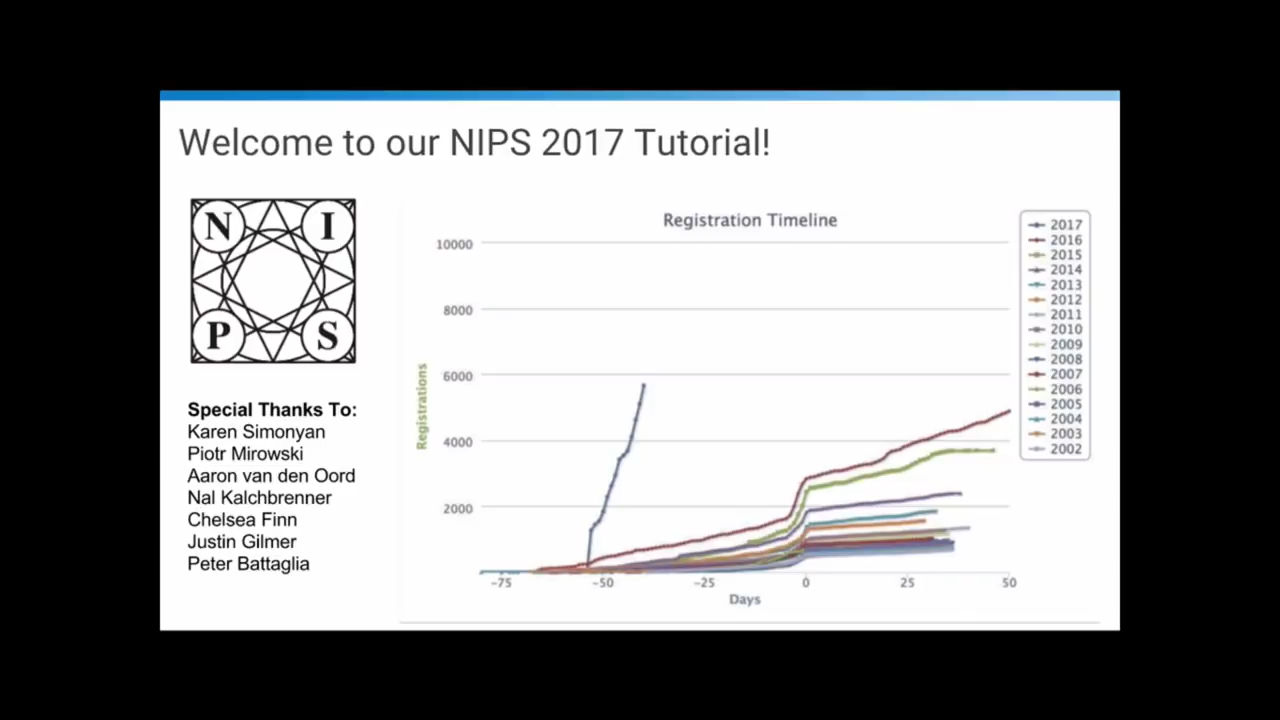 Welcome to our NIPS 2017 Tutorial!
N I
P S
Special Thanks To:
Karen Simonyan
Piotr Mirowski
Aaron van den Oord
Nal Kalchbrenner
Chelsea Finn
Justin Gilmer
Peter Battaglia
Registration Timeline
Registrations
10000
8000
6000
4000
2000
-75 -50 -25 0 25 50
Days
2017
2016
2015
2014
2013
2012
2011
2010
2009
2008
2007
2006
2005
2004
2003
2002